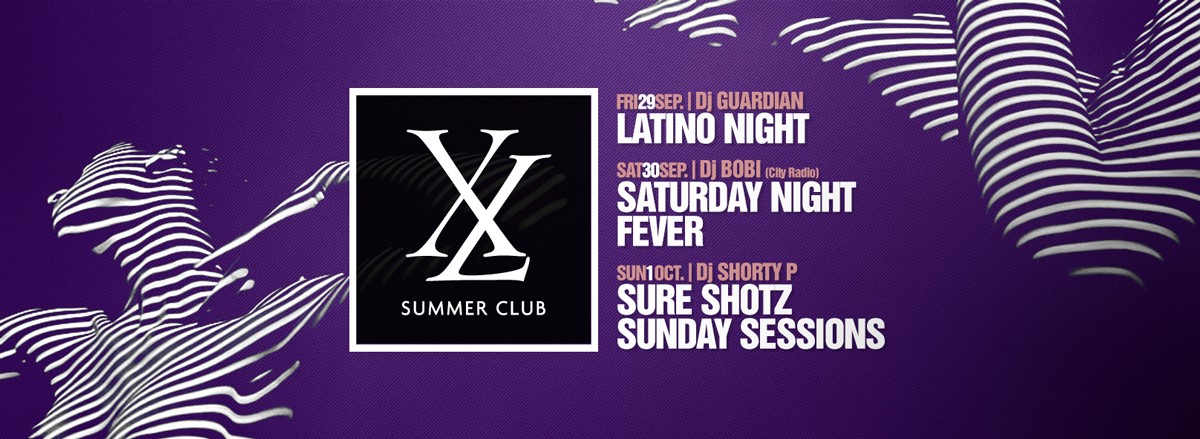 XL
SUMMER CLUB
FRI29SEP. | Dj GUARDIAN
LATINO NIGHT
SAT30SEP. | Dj BOBI (City Radio)
SATURDAY NIGHT
FEVER
SUN1OCT. | Dj SHORTY P
SURE SHOTZ
SUNDAY SESSIONS